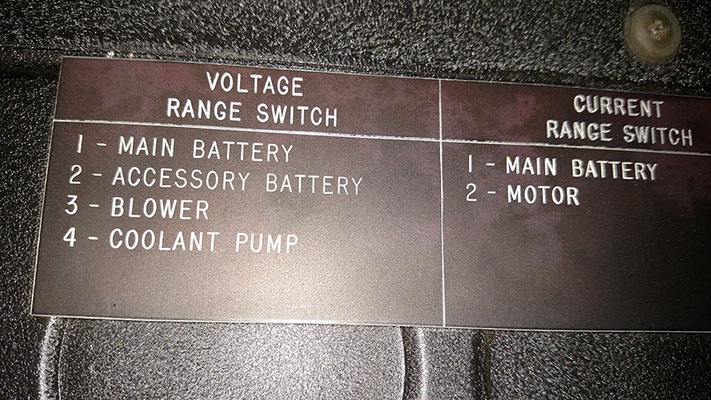 VOLTAGE
RANGE SWITCH
1 - MAIN BATTERY
2 - ACCESSORY BATTERY
3 - BLOWER
4 - COOLANT PUMP
CURRENT
RANGE SWITCH
1 - MAIN BATTERY
2 - MOTOR